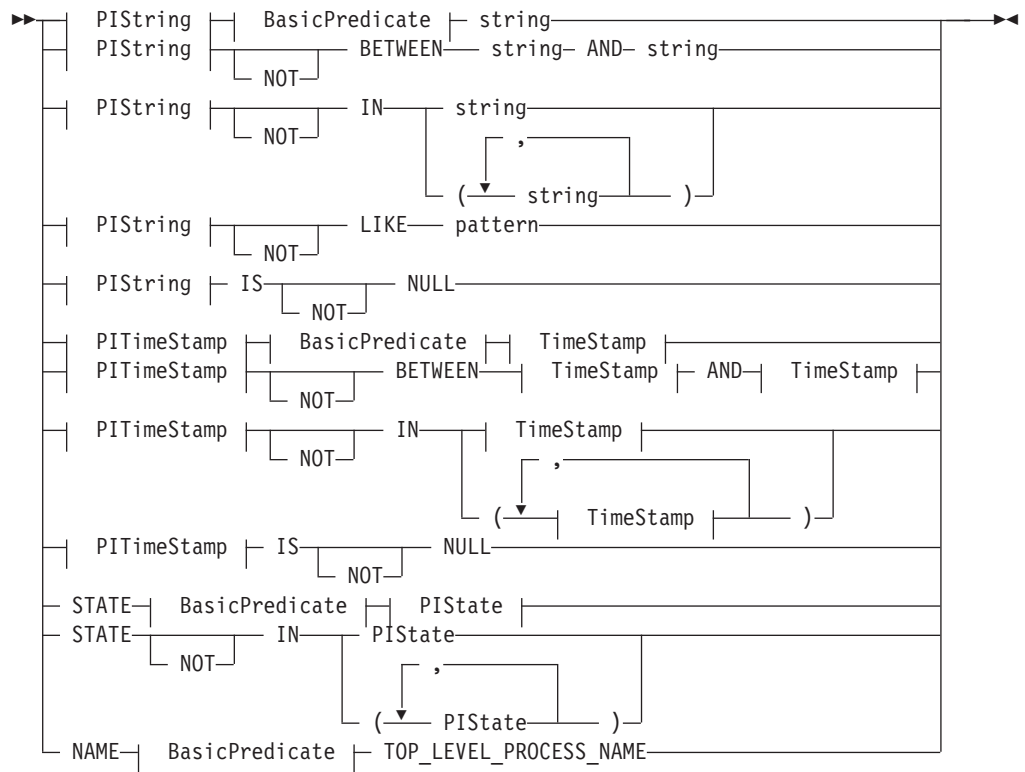 PIString BasicPredicate string
PIString BETWEEN string AND string
NOT
PIString IN string
NOT
,
( string )
PIString LIKE pattern
NOT
PIString IS NULL
NOT
PITimeStamp BasicPredicate TimeStamp
PITimeStamp BETWEEN TimeStamp AND TimeStamp
NOT
PITimeStamp IN TimeStamp
NOT
,
( TimeStamp )
PITimeStamp IS NULL
NOT
STATE BasicPredicate PIState
STATE IN PIState
NOT
,
( PIState )
NAME BasicPredicate TOP_LEVEL_PROCESS_NAME